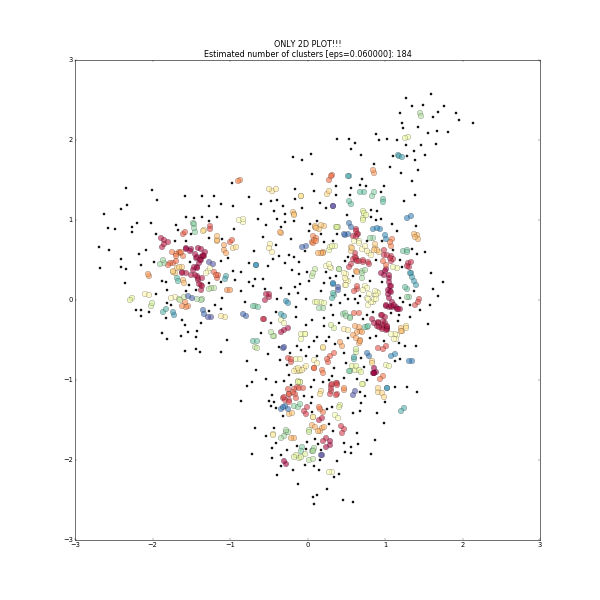 ONLY 2D PLOT!!!
Estimated number of clusters [eps=0.060000]: 184
3
2
1
0
−1
−2
−3
−3 −2 −1 0 1 2 3